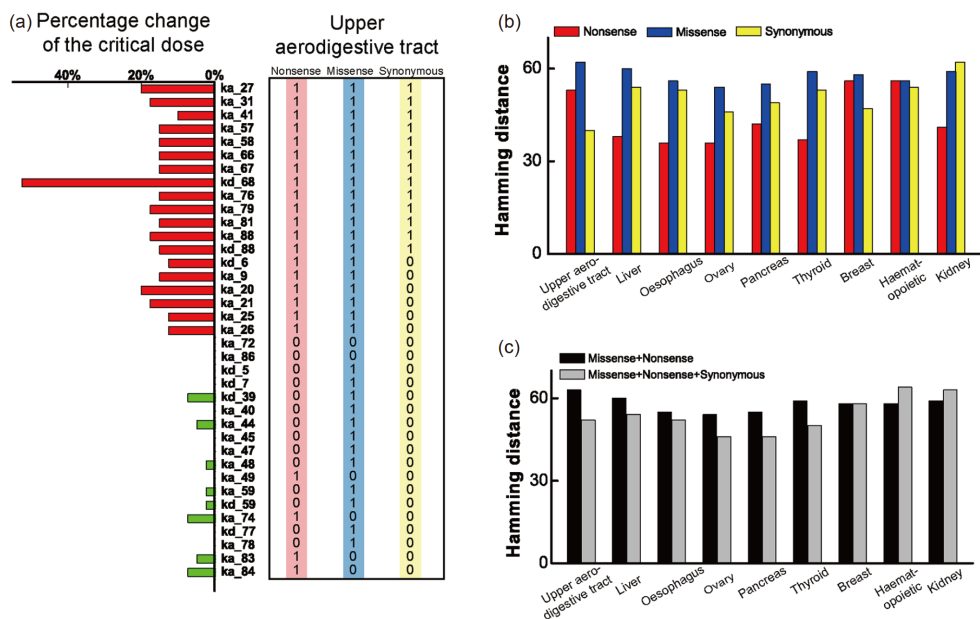 (a)
Percentage change
of the critical dose
Upper
aerodigestive tract
40% 20% 0%
Nonsense Missense Synonymous
ka_27 1 1 1
ka_31 1 1 1
ka_41 1 1 1
ka_57 1 1 1
ka_58 1 1 1
ka_66 1 1 1
ka_67 1 1 1
kd_68 1 1 1
ka_76 1 1 1
ka_79 1 1 1
ka_81 1 1 1
ka_88 1 1 1
kd_88 1 1 1
kd_6 1 1 0
ka_9 1 1 0
ka_20 1 1 0
ka_21 1 1 0
ka_25 1 1 0
ka_26 1 1 0
ka_72 0 0 0
ka_86 0 0 0
kd_5 0 1 0
kd_7 0 1 0
kd_39 0 1 0
ka_40 0 1 0
ka_44 0 1 0
ka_45 0 1 0
ka_47 0 1 0
ka_48 0 1 0
ka_49 1 0 0
ka_59 0 1 0
kd_59 0 1 0
ka_74 1 0 0
kd_77 0 1 0
ka_78 0 1 0
ka_83 1 0 0
ka_84 1 0 0
(b)
Nonsense Missense Synonymous
Hamming distance
60
30
0
Upper aero-
digestive tract
Liver
Oesophagus
Ovary
Pancreas
Thyroid
Breast
Haemat-
opoietic
Kidney
(c)
Missense+Nonsense
Missense+Nonsense+Synonymous
Hamming distance
60
30
0
Upper aero-
digestive tract
Liver
Oesophagus
Ovary
Pancreas
Thyroid
Breast
Haemat-
opoietic
Kidney